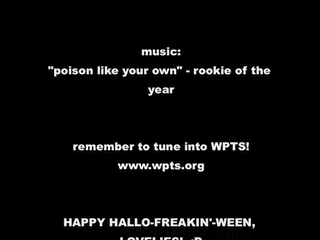 music:
"poison like your own" - rookie of the
year
remember to tune into WPTS!
www.wpts.org
HAPPY HALLO-FREAKIN'-WEEN,
LOVELIES!